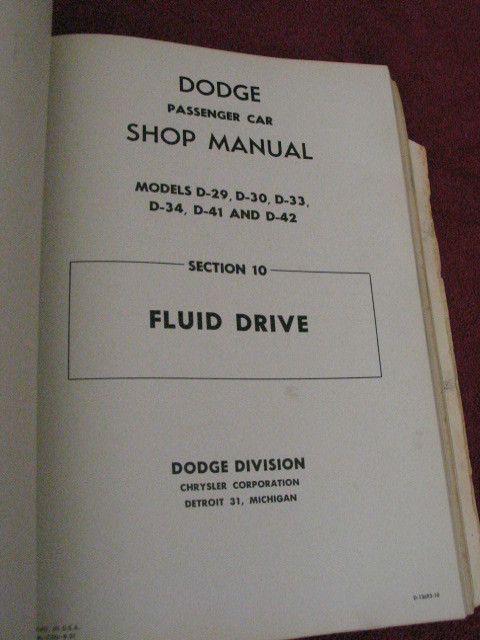 DODGE
PASSENGER CAR
SHOP MANUAL
MODELS D-29, D-30, D-33,
D-34, D-41 AND D-42
SECTION 10
FLUID DRIVE
DODGE DIVISION
CHRYSLER CORPORATION
DETROIT 31, MICHIGAN
U.S.A.